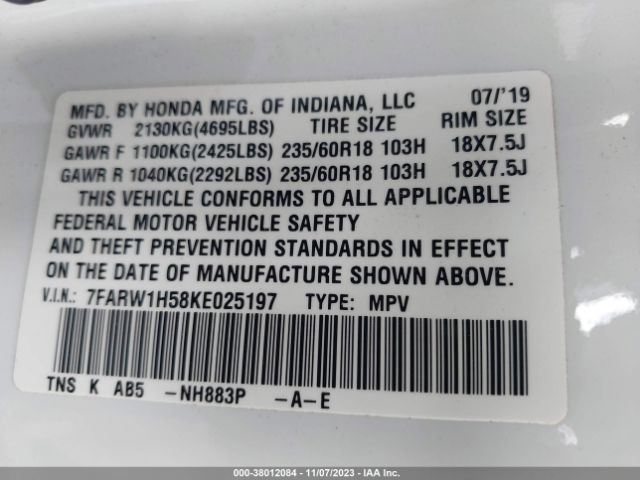 MFD. BY HONDA MFG. OF INDIANA, LLC 07/'19
GVWR 2130KG(4695LBS) TIRE SIZE RIM SIZE
GAWR F 1100KG(2425LBS) 235/60R18 103H 18X7.5J
GAWR R 1040KG(2292LBS) 235/60R18 103H 18X7.5J
THIS VEHICLE CONFORMS TO ALL APPLICABLE
FEDERAL MOTOR VEHICLE SAFETY
AND THEFT PREVENTION STANDARDS IN EFFECT
ON THE DATE OF MANUFACTURE SHOWN ABOVE.
V.I.N.: 7FARW1H58KE025197 TYPE: MPV
TNS K AB5 -NH883P -A-E
000-38012084 - 11/07/2023 - IAA Inc.